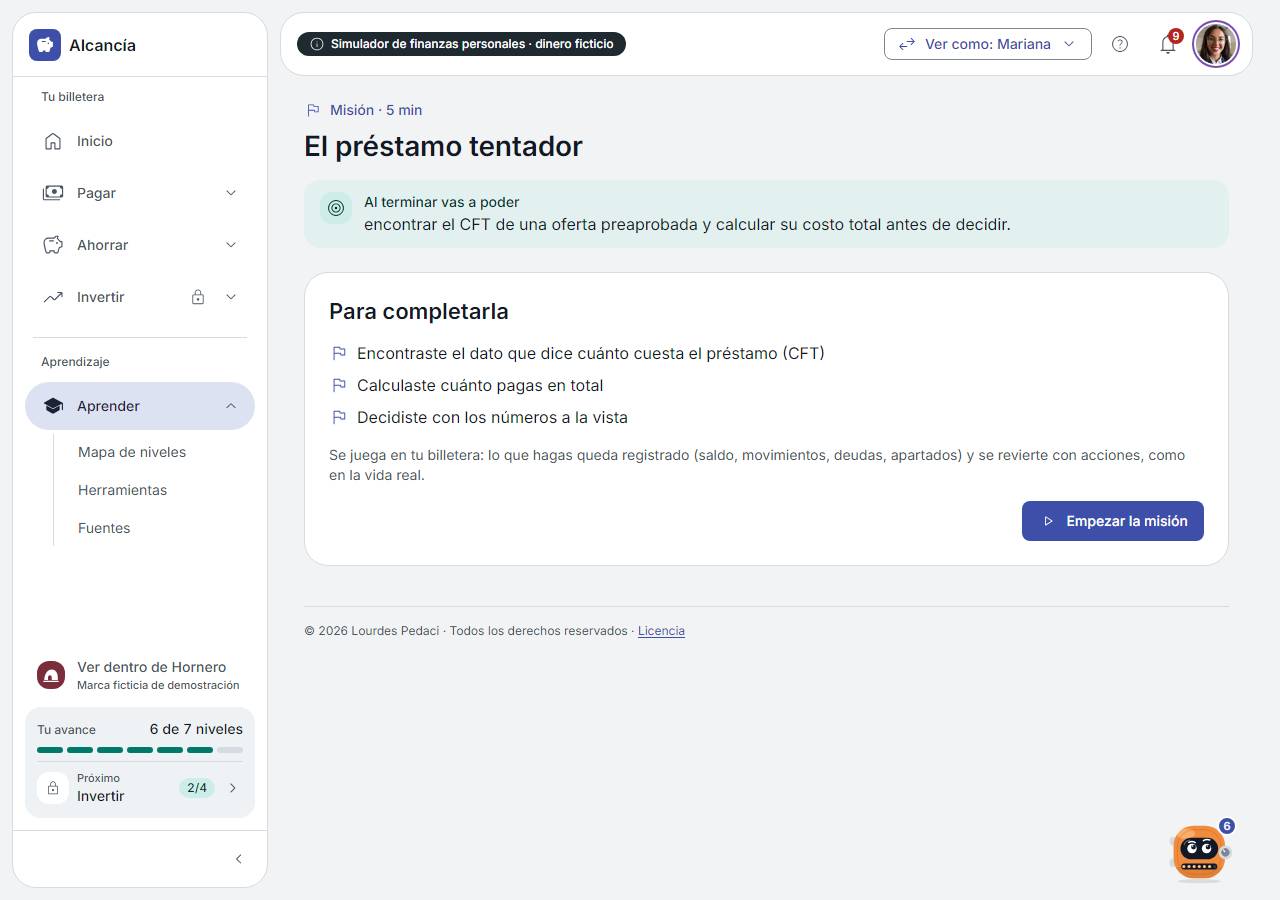 Alcancía
Simulador de finanzas personales · dinero ficticio
Ver como: Mariana
9
Tu billetera
Inicio
Pagar
Ahorrar
Invertir
Aprendizaje
Aprender
Mapa de niveles
Herramientas
Fuentes
Ver dentro de Hornero
Marca ficticia de demostración
Tu avance
6 de 7 niveles
Próximo
Invertir
2/4
Misión · 5 min
El préstamo tentador
Al terminar vas a poder
encontrar el CFT de una oferta preaprobada y calcular su costo total antes de decidir.
Para completarla
Encontraste el dato que dice cuánto cuesta el préstamo (CFT)
Calculaste cuánto pagas en total
Decidiste con los números a la vista
Se juega en tu billetera: lo que hagas queda registrado (saldo, movimientos, deudas, apartados) y se revierte con acciones, como
en la vida real.
Empezar la misión
© 2026 Lourdes Pedaci · Todos los derechos reservados · Licencia
6